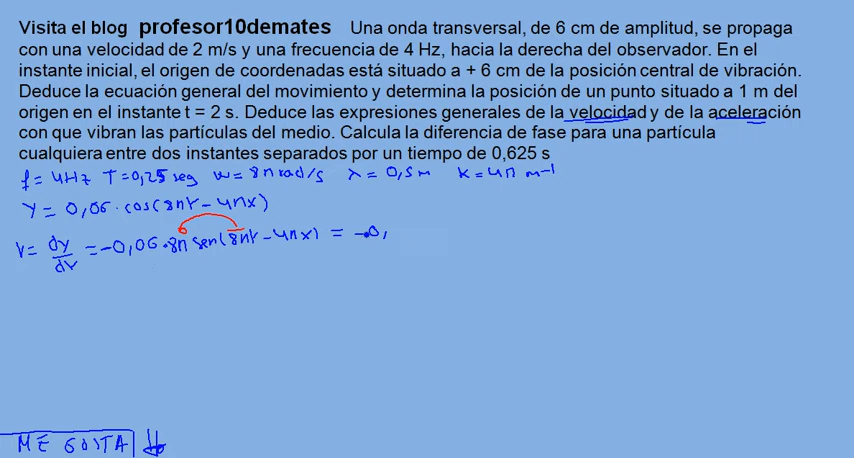 Visita el blog profesor10demates Una onda transversal, de 6 cm de amplitud, se propaga
con una velocidad de 2 m/s y una frecuencia de 4 Hz, hacia la derecha del observador. En el
instante inicial, el origen de coordenadas está situado a + 6 cm de la posición central de vibración.
Deduce la ecuación general del movimiento y determina la posición de un punto situado a 1 m del
origen en el instante t = 2 s. Deduce las expresiones generales de la velocidad y de la aceleración
con que vibran las partículas del medio. Calcula la diferencia de fase para una partícula
cualquiera entre dos instantes separados por un tiempo de 0,625 s
f = 4Hz T=0,25 seg w = 8π rad/s λ = 0,5m k = 4π m-1
Y = 0,06 · cos(8πt - 4πx)
V = dy/dt = -0,06 · 8π sen(8πt - 4πx) = -0,
ME GOSTA